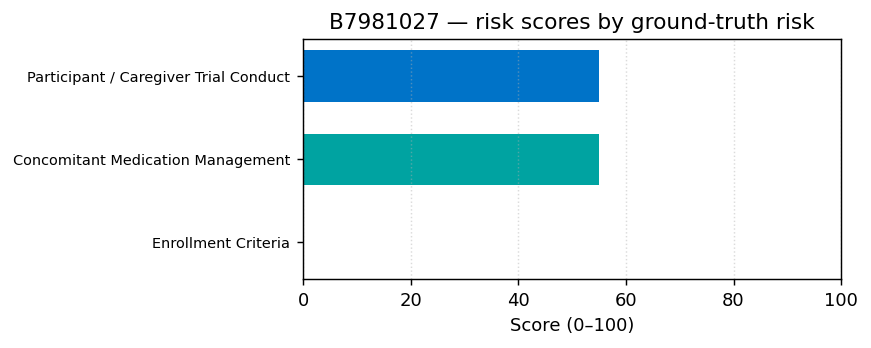 B7981027 — risk scores by ground-truth risk
Participant / Caregiver Trial Conduct
Concomitant Medication Management
Enrollment Criteria
0 20 40 60 80 100
Score (0–100)